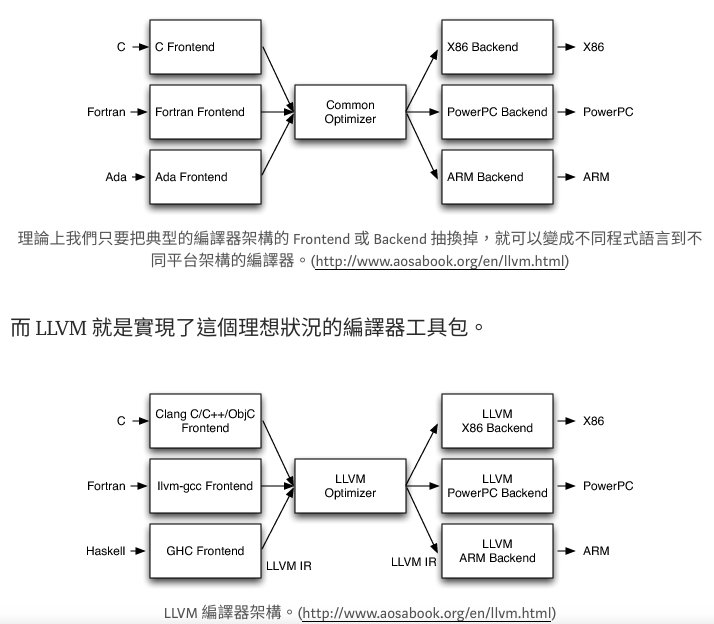 C
C Frontend
X86 Backend
X86
Fortran
Fortran Frontend
Common
Optimizer
PowerPC Backend
PowerPC
Ada
Ada Frontend
ARM Backend
ARM
理論上我們只要把典型的編譯器架構的 Frontend 或 Backend 抽換掉，就可以變成不同程式語言到不
同平台架構的編譯器。(http://www.aosabook.org/en/llvm.html)
而 LLVM 就是實現了這個理想狀況的編譯器工具包。
C
Clang C/C++/ObjC
Frontend
LLVM
X86 Backend
X86
Fortran
llvm-gcc Frontend
LLVM
Optimizer
LLVM
PowerPC Backend
PowerPC
Haskell
GHC Frontend
LLVM IR
LLVM IR
LLVM
ARM Backend
ARM
LLVM 編譯器架構。(http://www.aosabook.org/en/llvm.html)